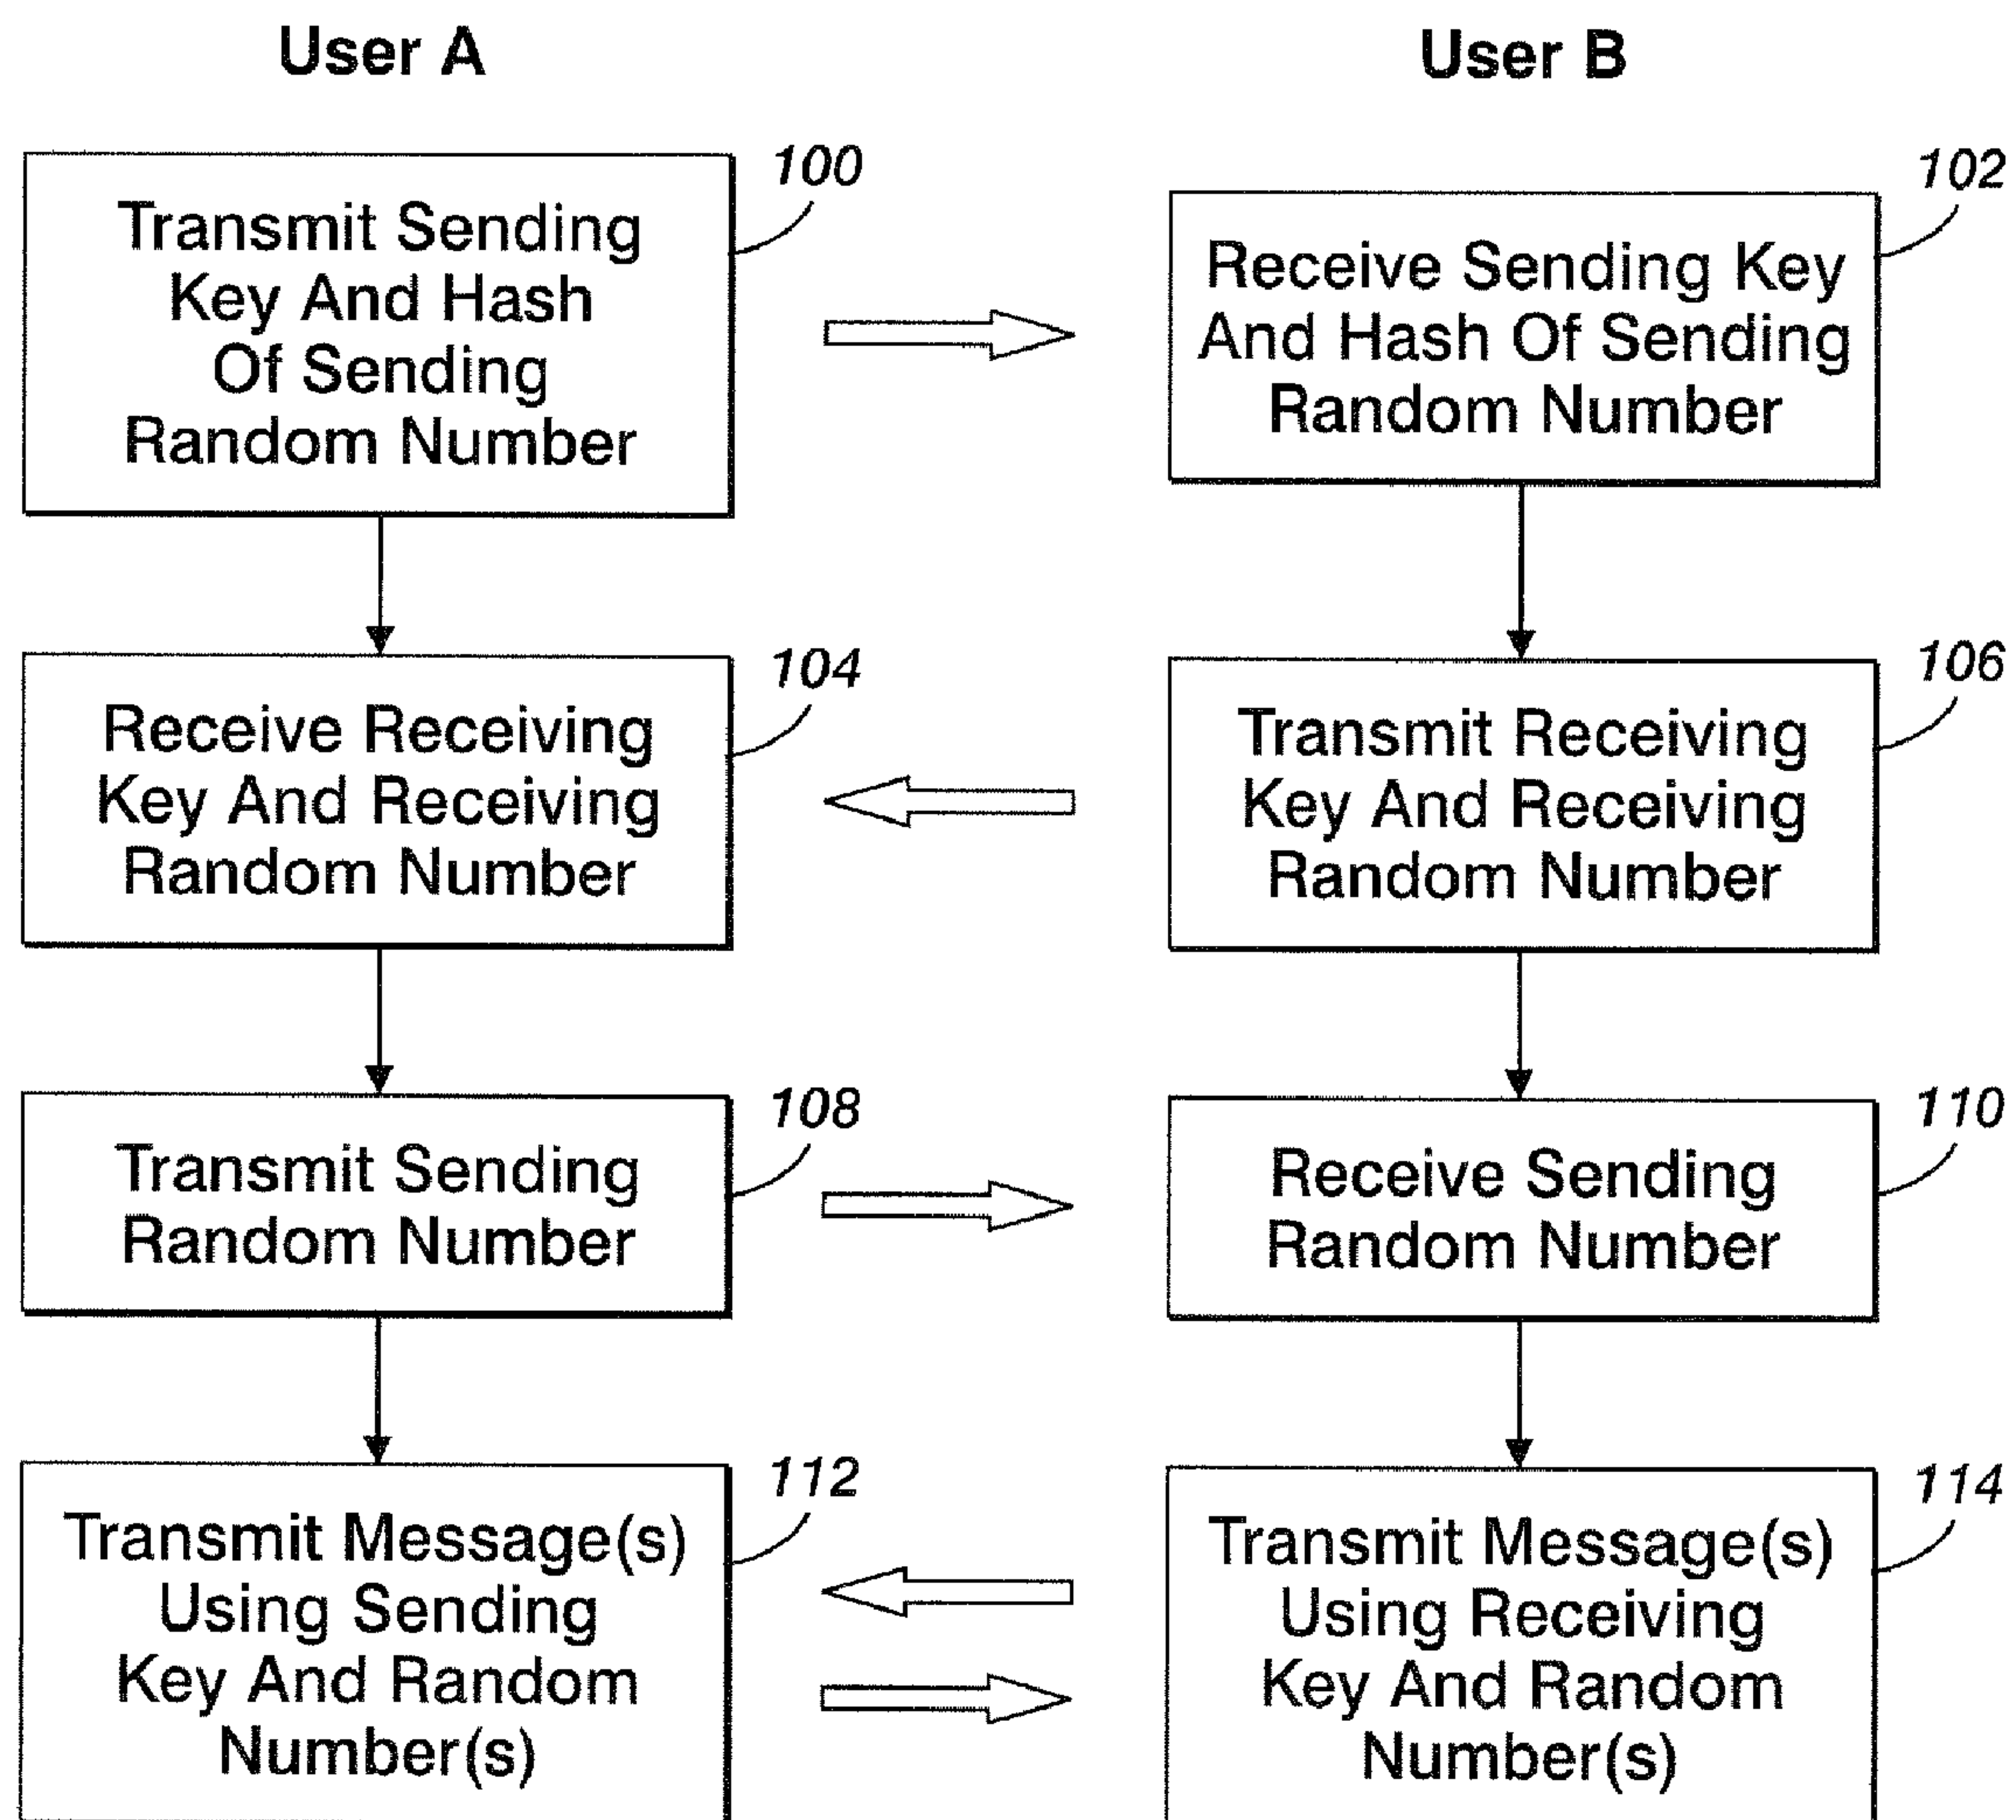 User A
User B
100
Transmit Sending
Key And Hash
Of Sending
Random Number
102
Receive Sending Key
And Hash Of Sending
Random Number
104
Receive Receiving
Key And Receiving
Random Number
106
Transmit Receiving
Key And Receiving
Random Number
108
Transmit Sending
Random Number
110
Receive Sending
Random Number
112
Transmit Message(s)
Using Sending
Key And Random
Number(s)
114
Transmit Message(s)
Using Receiving
Key And Random
Number(s)